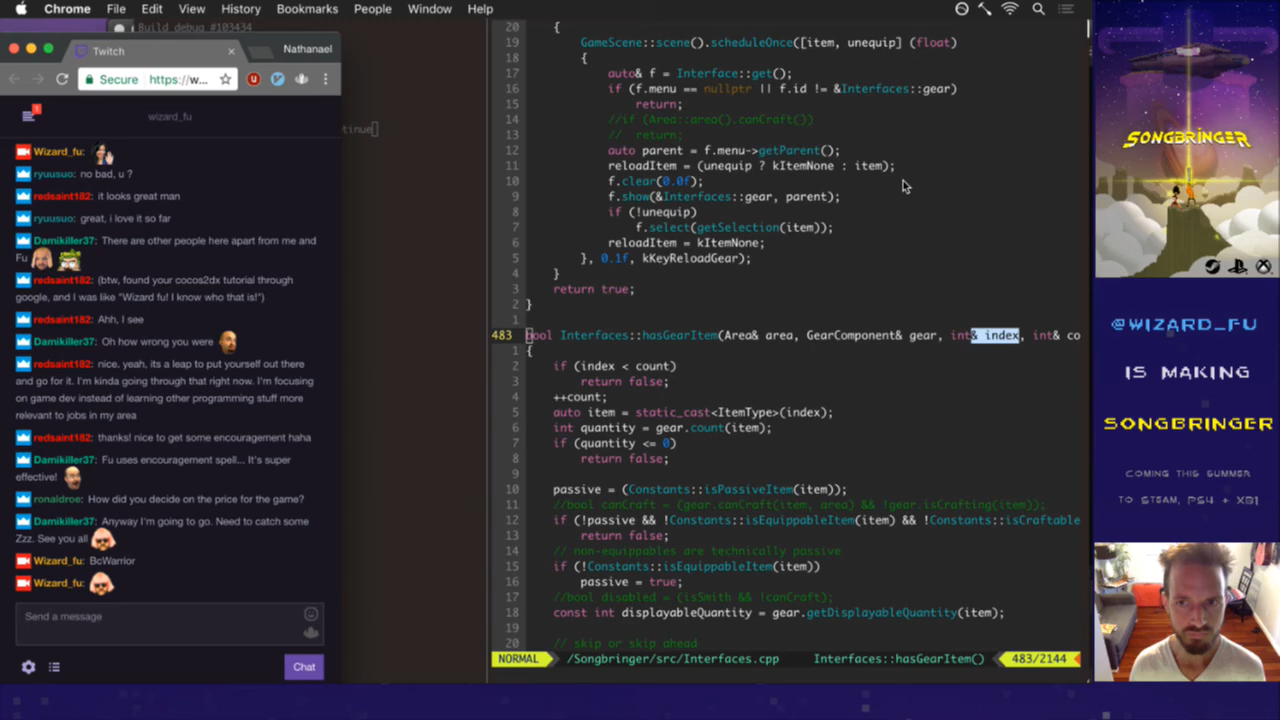 Chrome File Edit View History Bookmarks People Window Help
Build debug #103434
Twitch
Nathanael
Secure https://w...
1
wizard_fu
Wizard_fu:
ryuusuo: no bad, u ?
redsaint182: it looks great man
ryuusuo: great, i love it so far
Damikiller37: There are other people here apart from me and
Fu
redsaint182: (btw, found your cocos2dx tutorial through
google, and I was like "Wizard fu! I know who that is!")
redsaint182: Ahh, I see
Damikiller37: Oh how wrong you were
redsaint182: nice. yeah, its a leap to put yourself out there
and go for it. I'm kinda going through that right now. I'm focusing
on game dev instead of learning other programming stuff more
relevant to jobs in my area
redsaint182: thanks! nice to get some encouragement haha
Damikiller37: Fu uses encouragement spell... It's super
effective!
ronaldroe: How did you decide on the price for the game?
Damikiller37: Anyway I'm going to go. Need to catch some
Zzz. See you all
Wizard_fu: BcWarrior
Wizard_fu:
Send a message
Chat
tinue]
20 {
19 GameScene::scene().scheduleOnce([item, unequip] (float)
18 {
17 auto& f = Interface::get();
16 if (f.menu == nullptr || f.id != &Interfaces::gear)
15 return;
14 //if (Area::area().canCraft())
13 // return;
12 auto parent = f.menu->getParent();
11 reloadItem = (unequip ? kItemNone : item);
10 f.clear(0.0f);
9 f.show(&Interfaces::gear, parent);
8 if (!unequip)
7 f.select(getSelection(item));
6 reloadItem = kItemNone;
5 }, 0.1f, kKeyReloadGear);
4 }
3 return true;
2 }
1
483 bool Interfaces::hasGearItem(Area& area, GearComponent& gear, int& index, int& co
1 {
2 if (index < count)
3 return false;
4 ++count;
5 auto item = static_cast<ItemType>(index);
6 int quantity = gear.count(item);
7 if (quantity <= 0)
8 return false;
9
10 passive = (Constants::isPassiveItem(item));
11 //bool canCraft = (gear.canCraft(item, area) && !gear.isCrafting(item));
12 if (!passive && !Constants::isEquippableItem(item) && !Constants::isCraftable
13 return false;
14 // non-equippables are technically passive
15 if (!Constants::isEquippableItem(item))
16 passive = true;
17 //bool disabled = (isSmith && !canCraft);
18 const int displayableQuantity = gear.getDisplayableQuantity(item);
19
20 // skip or skip ahead
NORMAL /Songbringer/src/Interfaces.cpp Interfaces::hasGearItem() 483/2144
SONGBRINGER
@WIZARD_FU
IS MAKING
SONGBRINGER
COMING THIS SUMMER
TO STEAM, PS4 + XB1